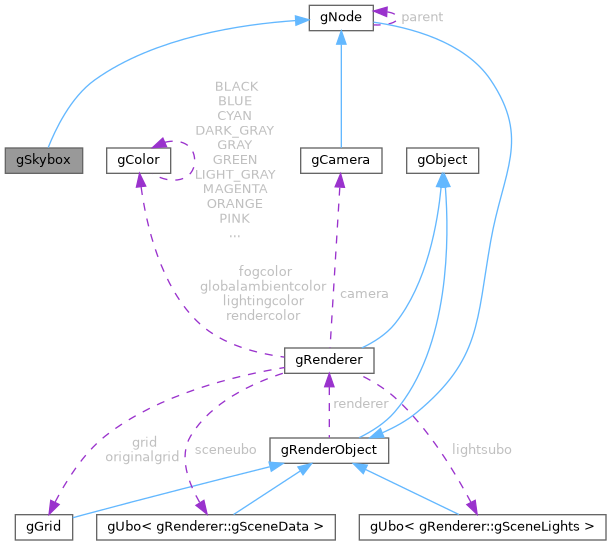 gNode
parent
BLACK
BLUE
CYAN
DARK_GRAY
GRAY
GREEN
LIGHT_GRAY
MAGENTA
ORANGE
PINK
...
gSkybox
gColor
gCamera
gObject
fogcolor
globalambientcolor
lightingcolor
rendercolor
camera
gRenderer
renderer
grid
originalgrid
sceneubo
gRenderObject
lightsubo
gGrid
gUbo< gRenderer::gSceneData >
gUbo< gRenderer::gSceneLights >